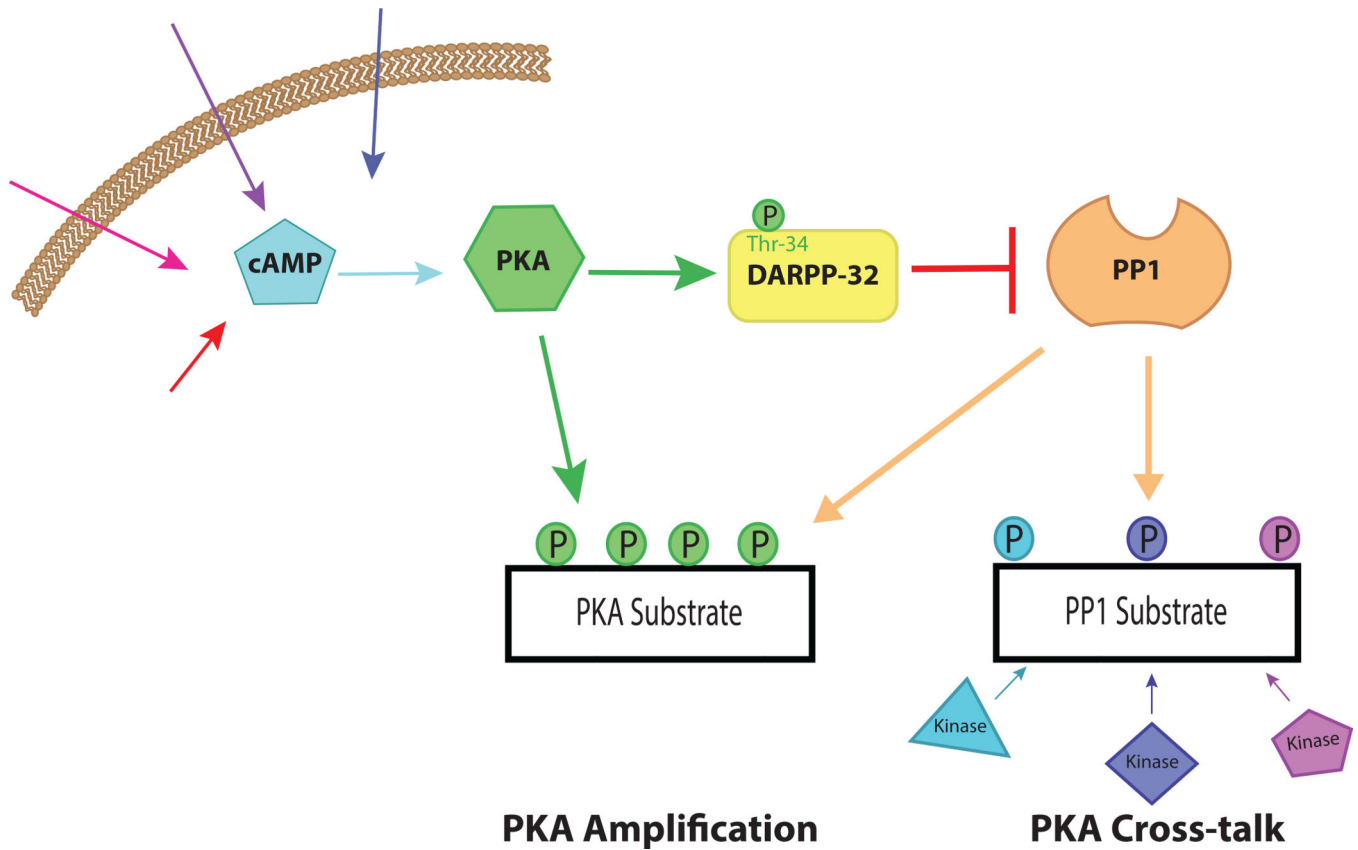 P
Thr-34
cAMP
PKA
DARPP-32
PP1
P P P P
PKA Substrate
P P P
PP1 Substrate
Kinase
Kinase
Kinase
PKA Amplification
PKA Cross-talk